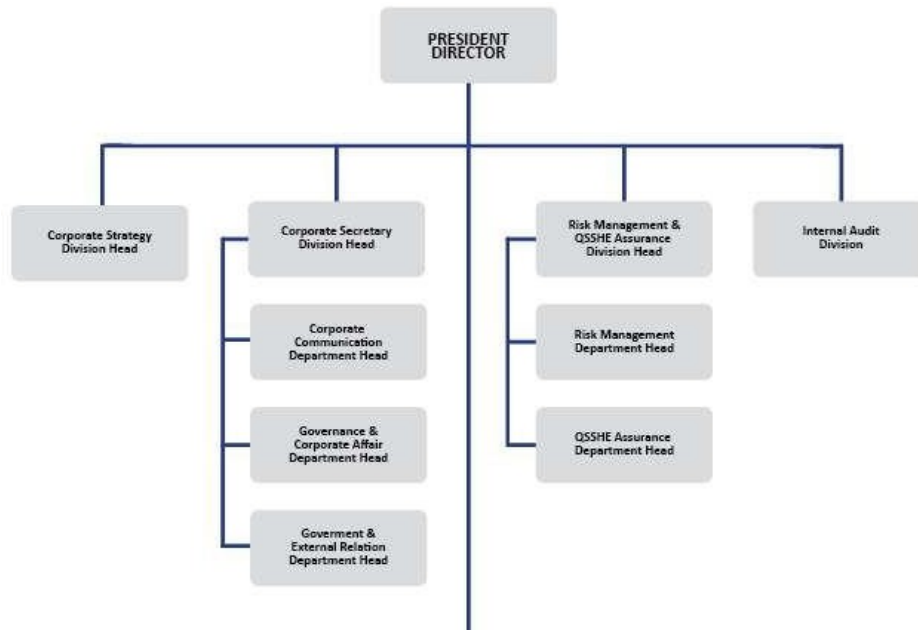 PRESIDENT
DIRECTOR
Corporate Strategy
Division Head
Corporate Secretary
Division Head
Risk Management &
QSSHE Assurance
Division Head
Internal Audit
Division
Corporate
Communication
Department Head
Risk Management
Department Head
Governance &
Corporate Affair
Department Head
QSSHE Assurance
Department Head
Goverment &
External Relation
Department Head